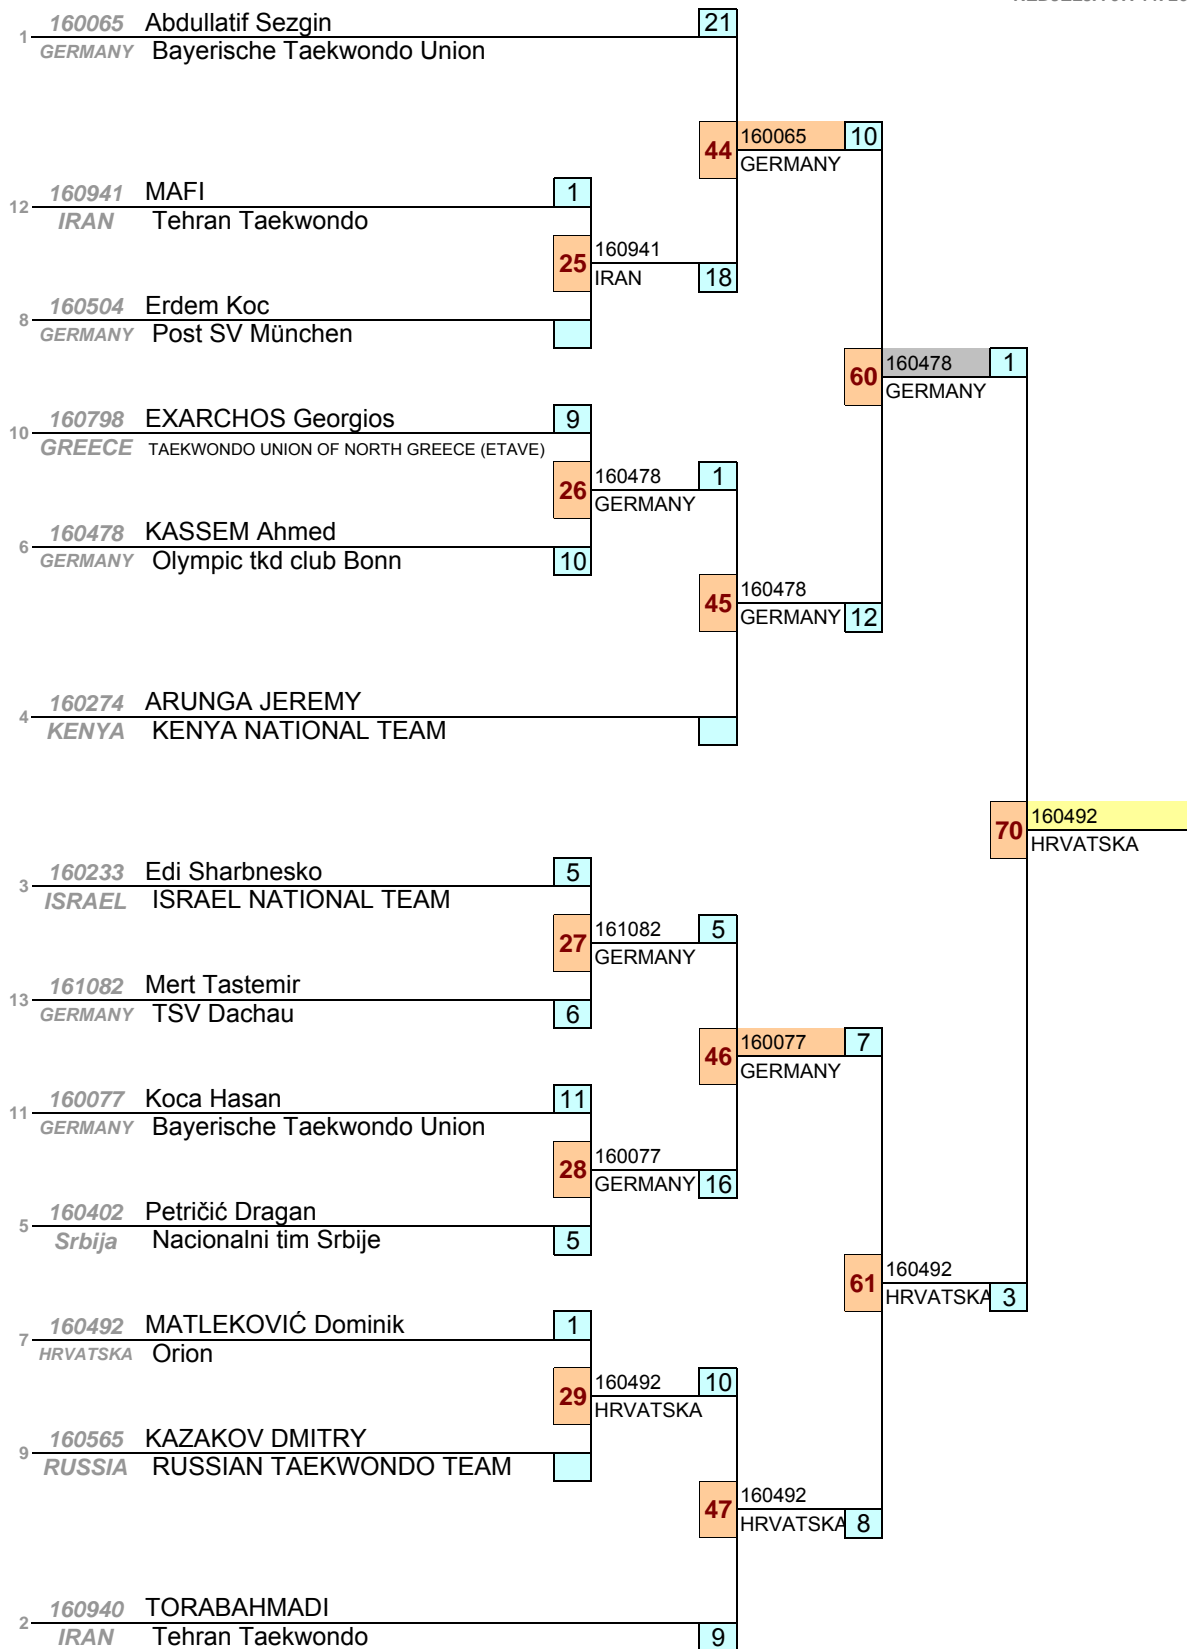 160065 Abdullatif Sezgin 21
1
GERMANY Bayerische Taekwondo Union
44 160065 10
GERMANY
160941 MAFI 1
12
IRAN Tehran Taekwondo
25 160941
IRAN 18
160504 Erdem Koc
8
GERMANY Post SV München
60 160478 1
GERMANY
160798 EXARCHOS Georgios 9
10
GREECE TAEKWONDO UNION OF NORTH GREECE (ETAVE)
26 160478 1
GERMANY
160478 KASSEM Ahmed
6
GERMANY Olympic tkd club Bonn 10
45 160478
GERMANY 12
160274 ARUNGA JEREMY
4
KENYA KENYA NATIONAL TEAM
70 160492
HRVATSKA
160233 Edi Sharbnesko 5
3
ISRAEL ISRAEL NATIONAL TEAM
27 161082 5
GERMANY
161082 Mert Tastemir
13
GERMANY TSV Dachau 6
46 160077 7
GERMANY
160077 Koca Hasan 11
11
GERMANY Bayerische Taekwondo Union
28 160077
GERMANY 16
160402 Petričić Dragan
5
Srbija Nacionalni tim Srbije 5
61 160492
HRVATSKA 3
160492 MATLEKOVIĆ Dominik 1
7
HRVATSKA Orion
29 160492 10
HRVATSKA
160565 KAZAKOV DMITRY
9
RUSSIA RUSSIAN TAEKWONDO TEAM
47 160492
HRVATSKA 8
160940 TORABAHMADI
2
IRAN Tehran Taekwondo 9